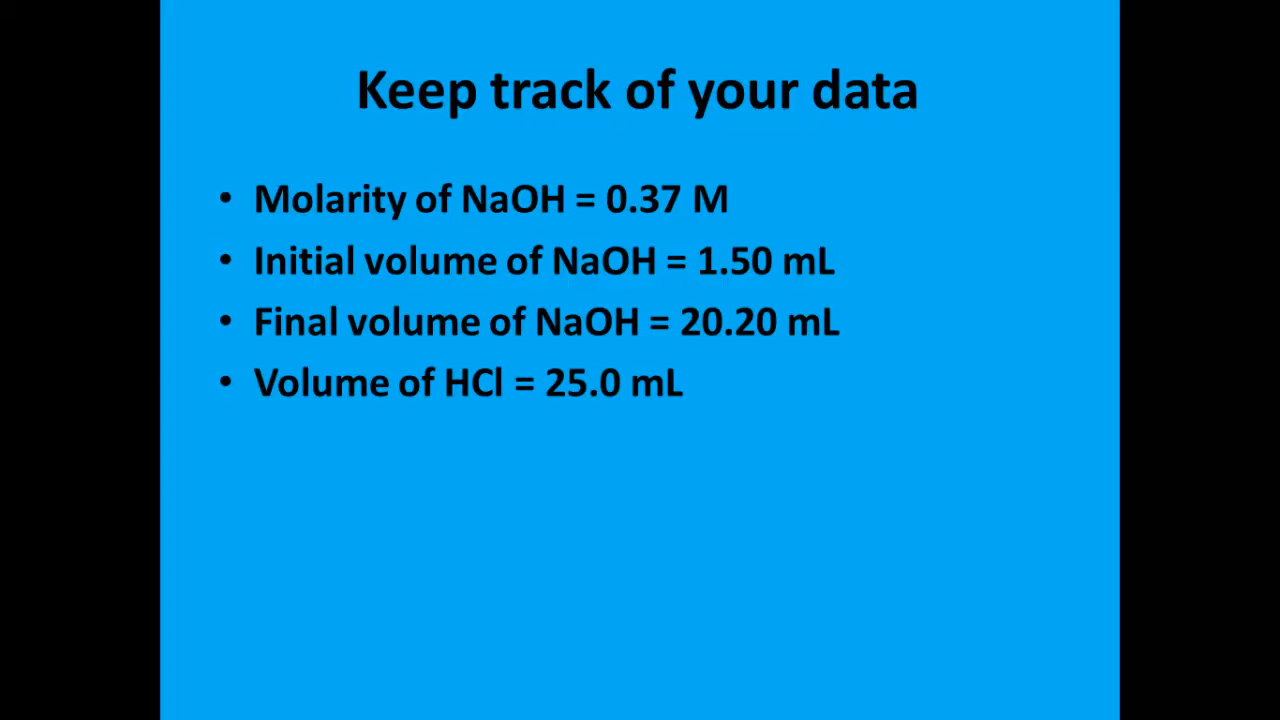 Keep track of your data
• Molarity of NaOH = 0.37 M
• Initial volume of NaOH = 1.50 mL
• Final volume of NaOH = 20.20 mL
• Volume of HCl = 25.0 mL